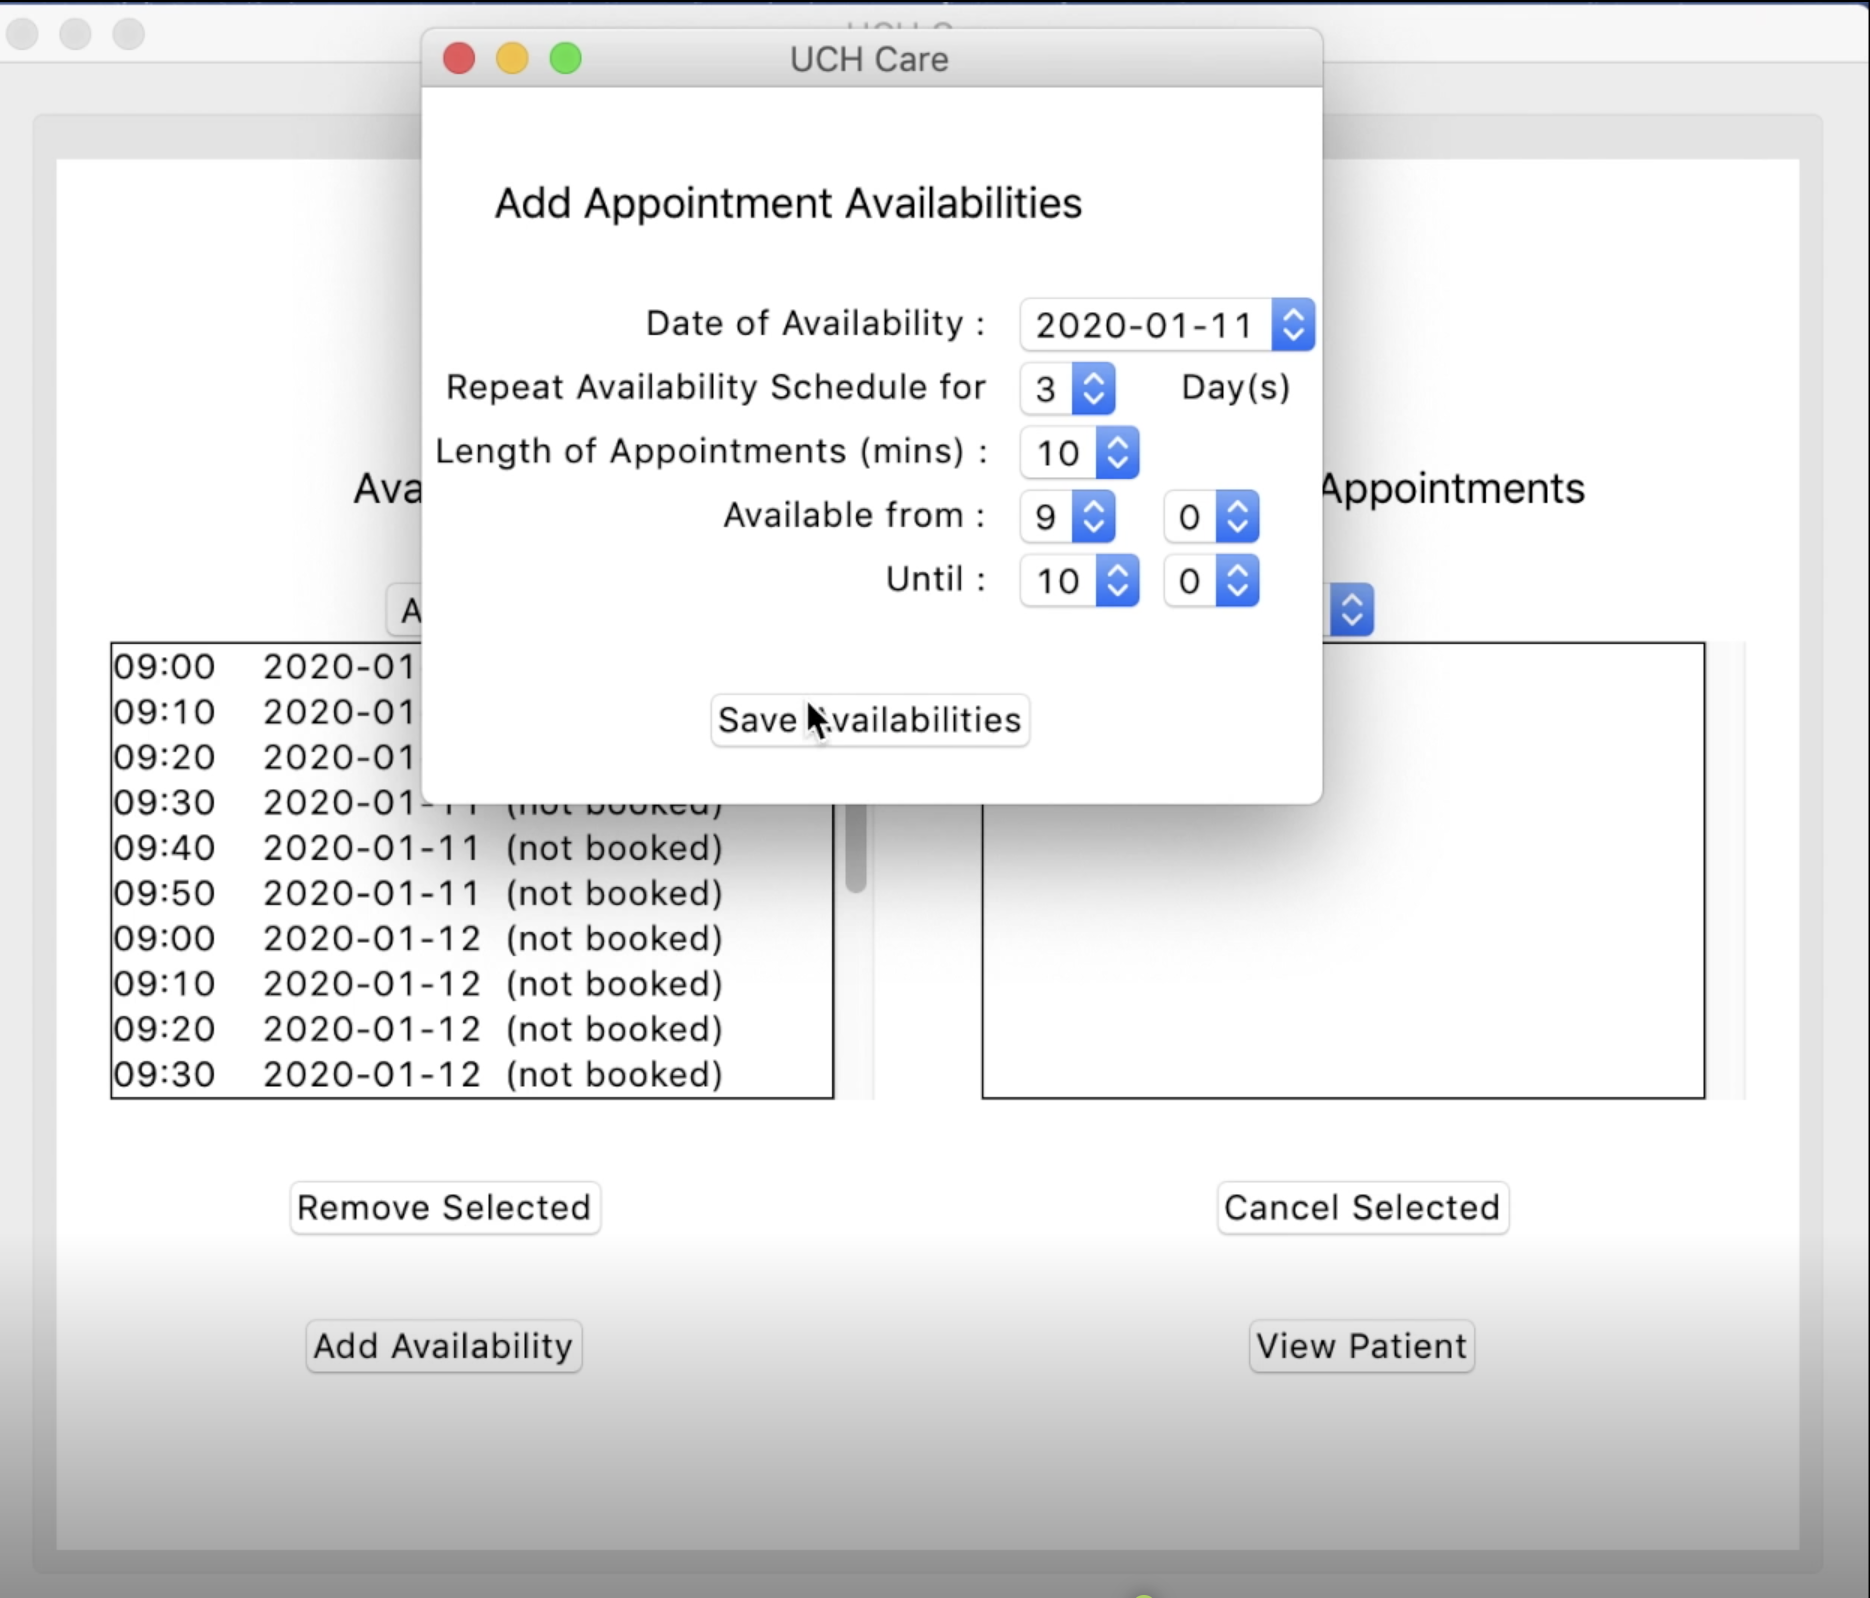 UCH Care
Add Appointment Availabilities
Date of Availability : 2020-01-11
Repeat Availability Schedule for 3 Day(s)
Length of Appointments (mins) : 10
Available from : 9 0
Until : 10 0
Save Availabilities
Ava
Appointments
A
09:00 2020-01
09:10 2020-01
09:20 2020-01
09:30 2020-01-11 (not booked)
09:40 2020-01-11 (not booked)
09:50 2020-01-11 (not booked)
09:00 2020-01-12 (not booked)
09:10 2020-01-12 (not booked)
09:20 2020-01-12 (not booked)
09:30 2020-01-12 (not booked)
Remove Selected
Cancel Selected
Add Availability
View Patient